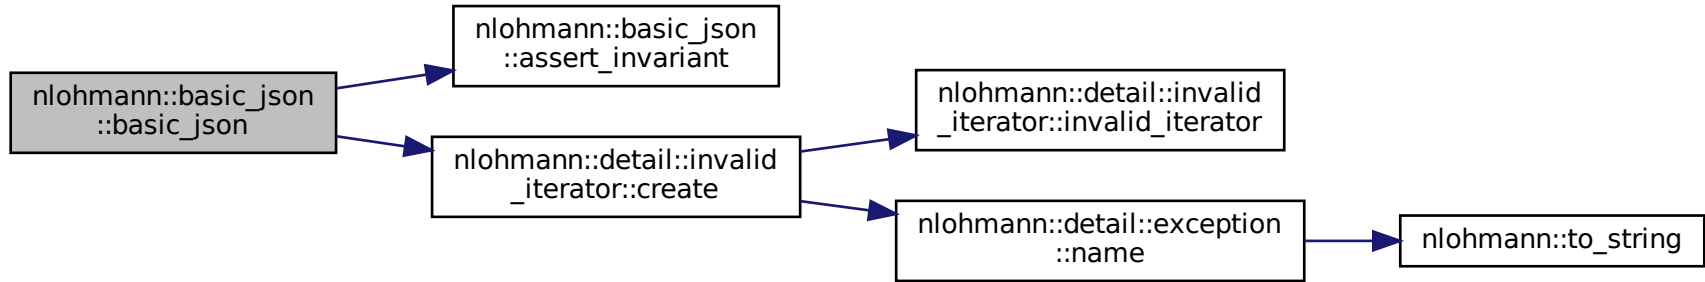 nlohmann::basic_json
::basic_json
nlohmann::basic_json
::assert_invariant
nlohmann::detail::invalid
_iterator::create
nlohmann::detail::invalid
_iterator::invalid_iterator
nlohmann::detail::exception
::name
nlohmann::to_string